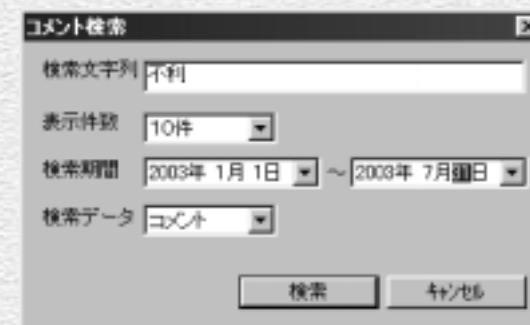 コメント検索
検索文字列 不利
表示件数 10件
検索期間 2003年 1月 1日 ～ 2003年 7月 日
検索データ コメント
検索 キャンセル